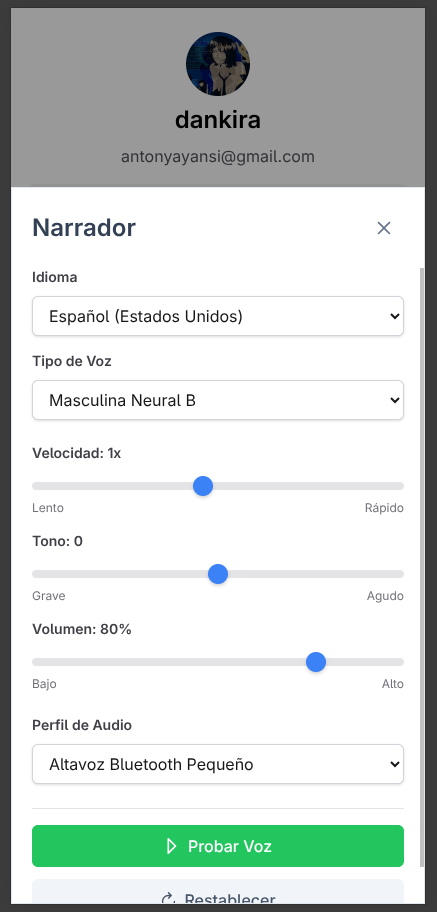 dankira
antonyayansi@gmail.com
Narrador
Idioma
Español (Estados Unidos)
Tipo de Voz
Masculina Neural B
Velocidad: 1x
Lento Rápido
Tono: 0
Grave Agudo
Volumen: 80%
Bajo Alto
Perfil de Audio
Altavoz Bluetooth Pequeño
Probar Voz
Restablecer